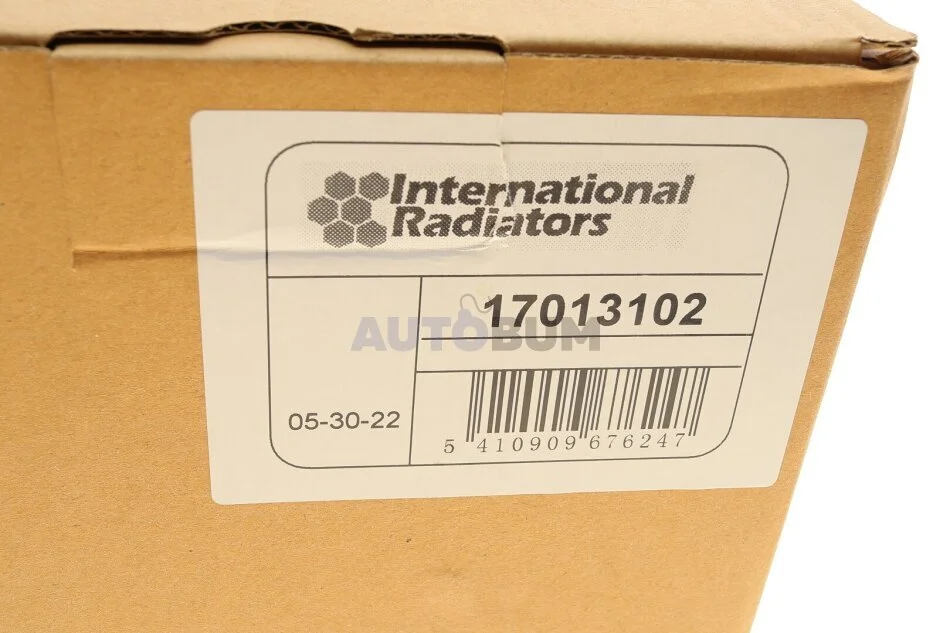 International
Radiators
17013102
AUTOBUM
05-30-22
5 410909 676247